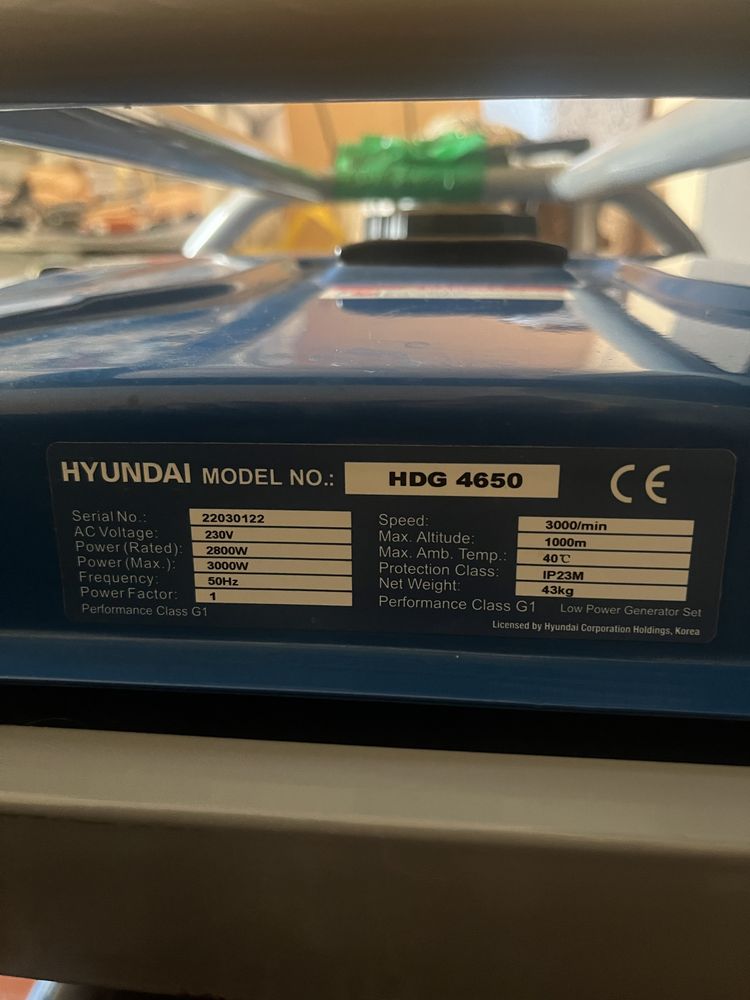 HYUNDAI MODEL NO.: HDG 4650 CE
Serial No.: 22030122
AC Voltage: 230V
Power (Rated): 2800W
Power (Max.): 3000W
Frequency: 50Hz
Power Factor: 1
Performance Class G1
Speed: 3000/min
Max. Altitude: 1000m
Max. Amb. Temp.: 40℃
Protection Class: IP23M
Net Weight: 43kg
Performance Class G1 Low Power Generator Set
Licensed by Hyundai Corporation Holdings, Korea